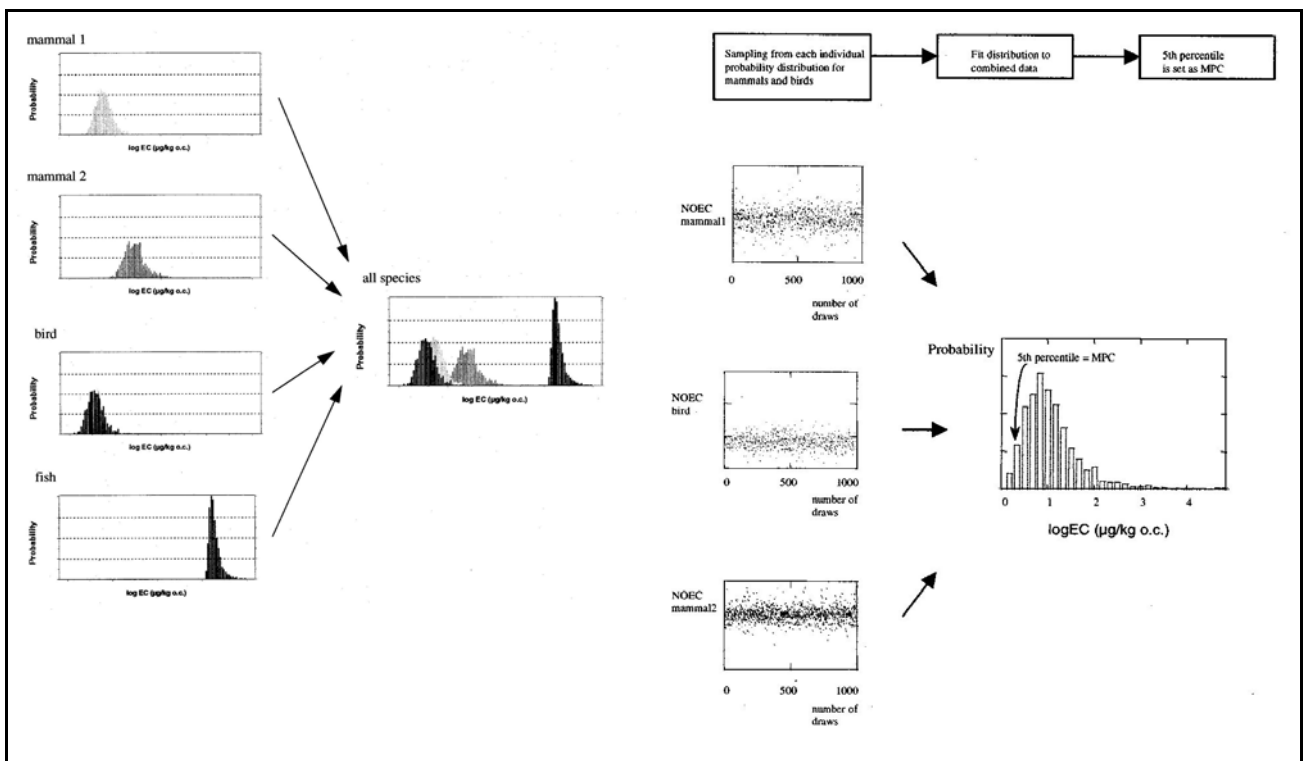 mammal 1
Probability
log EC (µg/kg o.c.)
mammal 2
Probability
log EC (µg/kg o.c.)
bird
Probability
log EC (µg/kg o.c.)
fish
Probability
log EC (µg/kg o.c.)
all species
Probability
log EC (µg/kg o.c.)
Sampling from each individual
probability distribution for
mammals and birds
Fit distribution to
combined data
5th percentile
is set as MPC
NOEC
mammal1
0 500 1000
number of
draws
NOEC
bird
0 500 1000
number of
draws
NOEC
mammal2
0 500 1000
number of
draws
Probability
5th percentile = MPC
0 1 2 3 4
logEC (µg/kg o.c.)